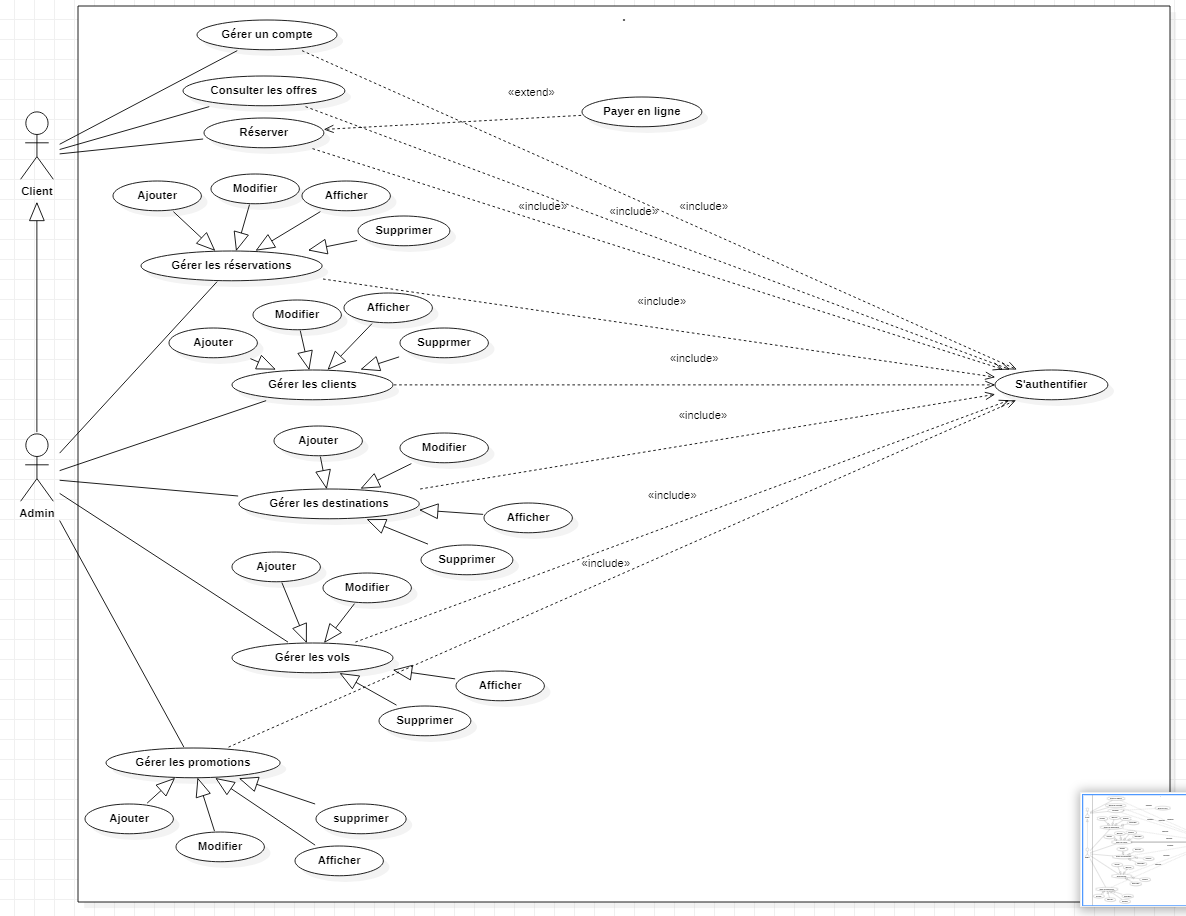 Gérer un compte
Consulter les offres
«extend»
Payer en ligne
Réserver
Client
Ajouter
Modifier
Afficher
Supprimer
«include»
«include»
«include»
Gérer les réservations
«include»
Modifier
Afficher
Ajouter
Supprmer
«include»
Gérer les clients
S'authentifier
«include»
Ajouter
Modifier
Admin
Gérer les destinations
«include»
Afficher
Supprimer
«include»
Ajouter
Modifier
Gérer les vols
Afficher
Supprimer
Gérer les promotions
Ajouter
supprimer
Modifier
Afficher